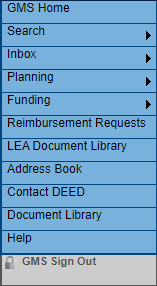 GMS Home
Search
Inbox
Planning
Funding
Reimbursement Requests
LEA Document Library
Address Book
Contact DEED
Document Library
Help
GMS Sign Out